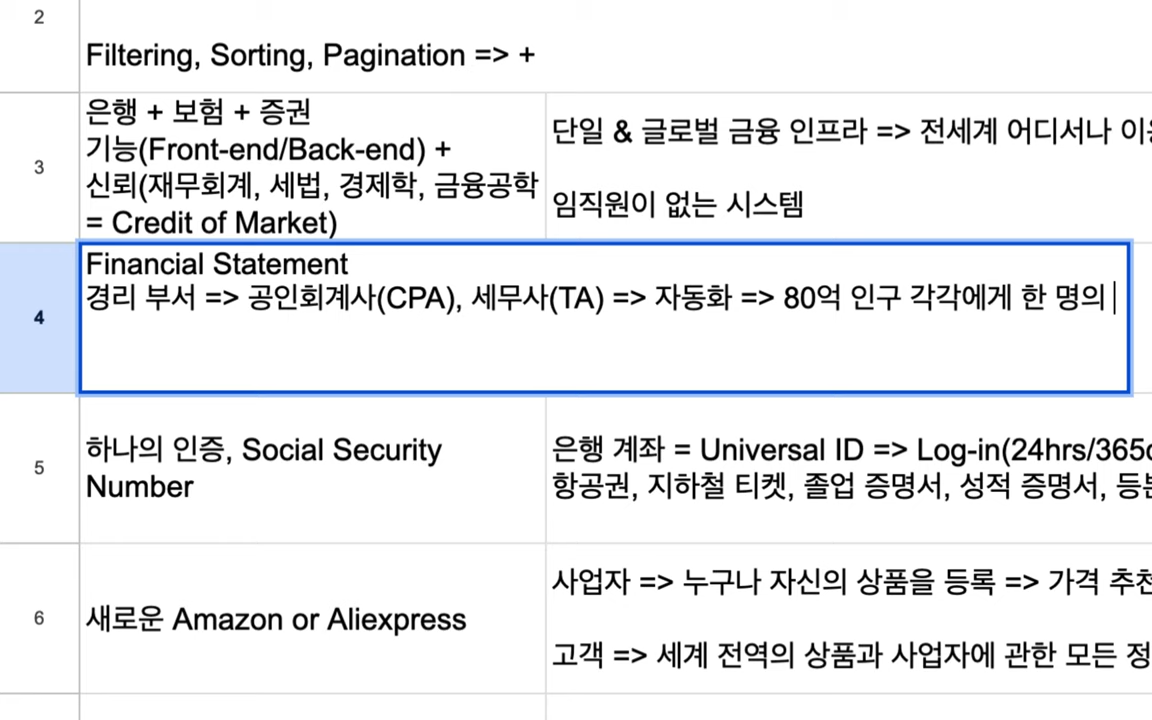 2
Filtering, Sorting, Pagination => +
3
은행 + 보험 + 증권
기능(Front-end/Back-end) +
신뢰(재무회계, 세법, 경제학, 금융공학
= Credit of Market)
단일 & 글로벌 금융 인프라 => 전세계 어디서나
임직원이 없는 시스템
4
Financial Statement
경리 부서 => 공인회계사(CPA), 세무사(TA) => 자동화 => 80억 인구 각각에게 한 명의
5
하나의 인증, Social Security
Number
은행 계좌 = Universal ID => Log-in(24hrs/365
항공권, 지하철 티켓, 졸업 증명서, 성적 증명서,
6
새로운 Amazon or Aliexpress
사업자 => 누구나 자신의 상품을 등록 => 가격
고객 => 세계 전역의 상품과 사업자에 관한 모든